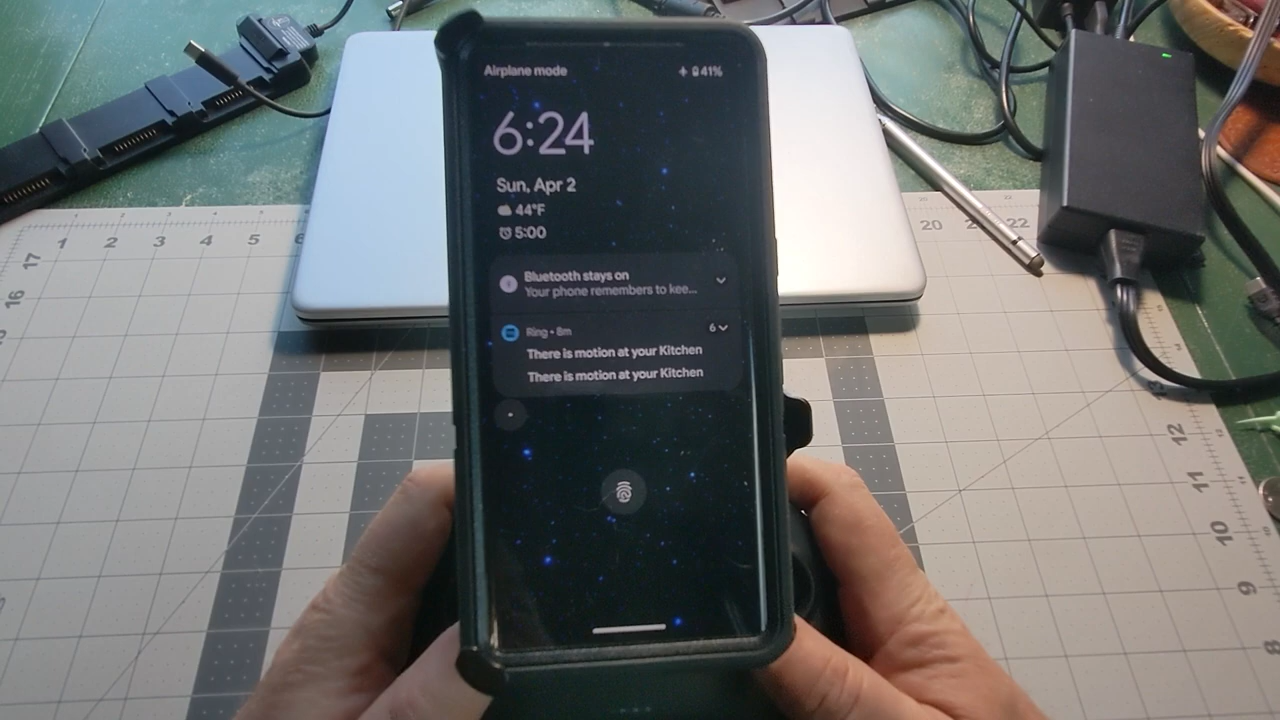 Airplane mode
41%
6:24
Sun, Apr 2
44°F
5:00
Bluetooth stays on
Your phone remembers to kee...
Ring • 8m
6
There is motion at your Kitchen
There is motion at your Kitchen
1 2 3 4 5 6
20 22
17
16
12
11
10
9
8